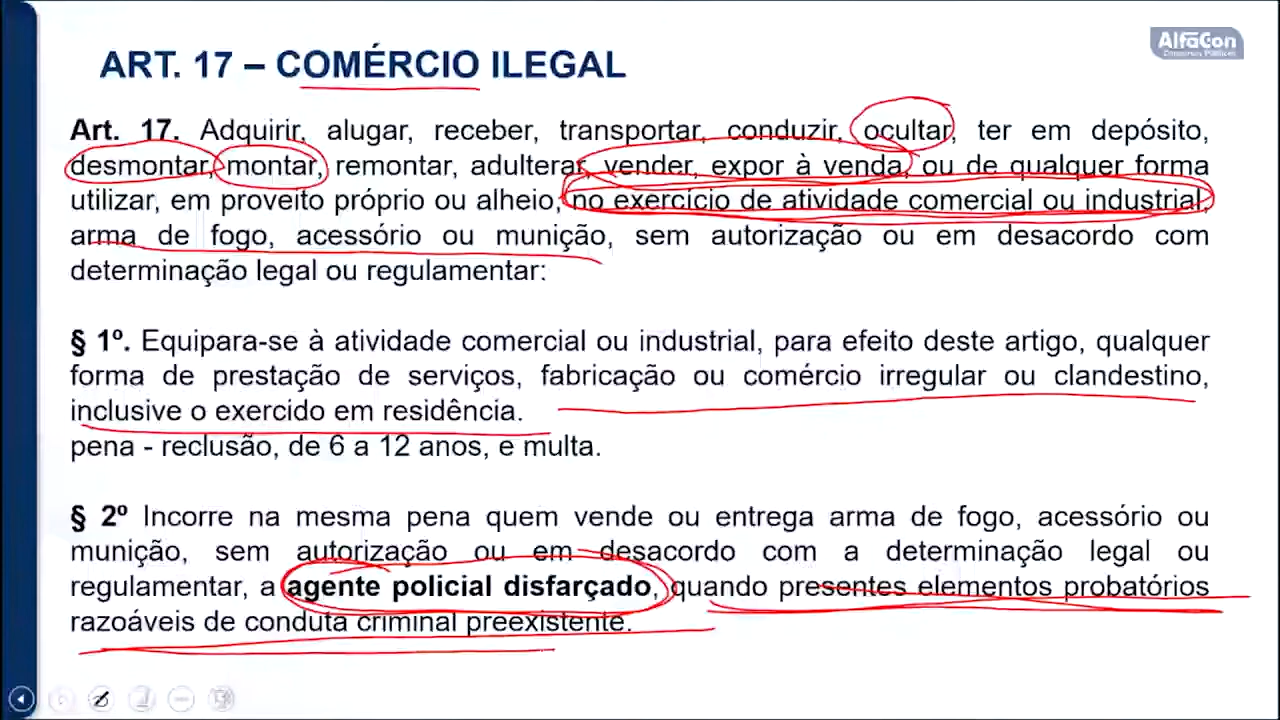 AlfaCon
Concursos Públicos
ART. 17 – COMÉRCIO ILEGAL
Art. 17. Adquirir, alugar, receber, transportar, conduzir, ocultar, ter em depósito,
desmontar, montar, remontar, adulterar, vender, expor à venda, ou de qualquer forma
utilizar, em proveito próprio ou alheio, no exercício de atividade comercial ou industrial,
arma de fogo, acessório ou munição, sem autorização ou em desacordo com
determinação legal ou regulamentar:
§ 1º. Equipara-se à atividade comercial ou industrial, para efeito deste artigo, qualquer
forma de prestação de serviços, fabricação ou comércio irregular ou clandestino,
inclusive o exercido em residência.
pena - reclusão, de 6 a 12 anos, e multa.
§ 2º Incorre na mesma pena quem vende ou entrega arma de fogo, acessório ou
munição, sem autorização ou em desacordo com a determinação legal ou
regulamentar, a agente policial disfarçado, quando presentes elementos probatórios
razoáveis de conduta criminal preexistente.